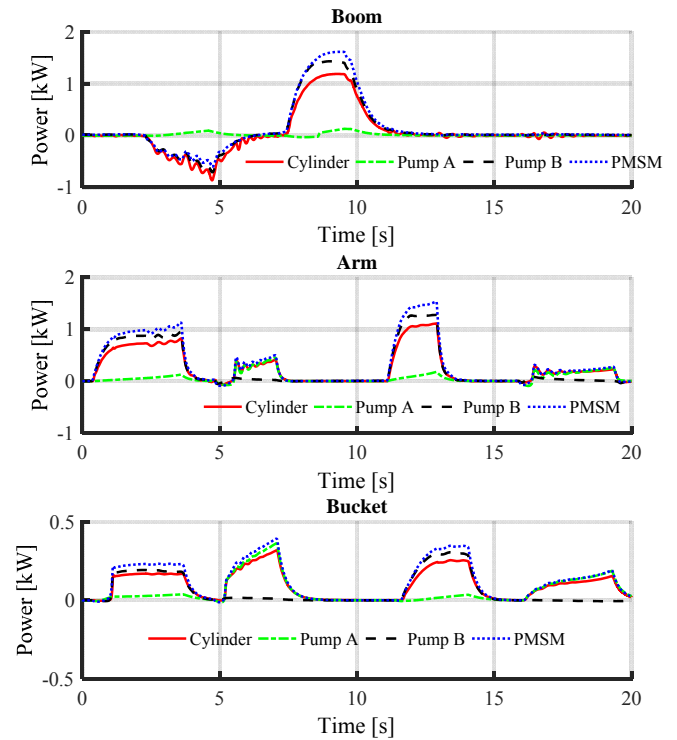 Boom
2
1
0
-1
Power [kW]
Cylinder Pump A Pump B PMSM
0 5 10 15 20
Time [s]
Arm
2
1
0
-1
Power [kW]
Cylinder Pump A Pump B PMSM
0 5 10 15 20
Time [s]
Bucket
0.5
0
-0.5
Power [kW]
Cylinder Pump A Pump B PMSM
0 5 10 15 20
Time [s]